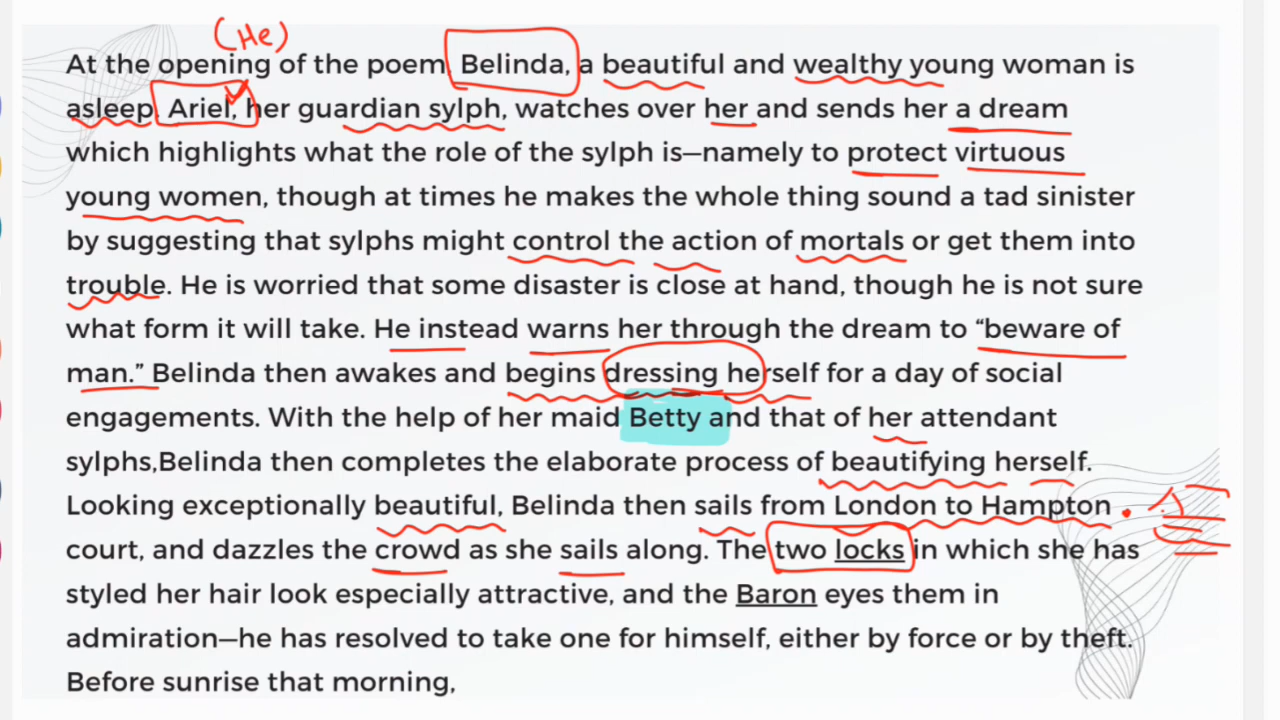 (He)
At the opening of the poem Belinda, a beautiful and wealthy young woman is
asleep. Ariel, her guardian sylph, watches over her and sends her a dream
which highlights what the role of the sylph is—namely to protect virtuous
young women, though at times he makes the whole thing sound a tad sinister
by suggesting that sylphs might control the action of mortals or get them into
trouble. He is worried that some disaster is close at hand, though he is not sure
what form it will take. He instead warns her through the dream to “beware of
man.” Belinda then awakes and begins dressing herself for a day of social
engagements. With the help of her maid Betty and that of her attendant
sylphs,Belinda then completes the elaborate process of beautifying herself.
Looking exceptionally beautiful, Belinda then sails from London to Hampton
court, and dazzles the crowd as she sails along. The two locks in which she has
styled her hair look especially attractive, and the Baron eyes them in
admiration—he has resolved to take one for himself, either by force or by theft.
Before sunrise that morning,